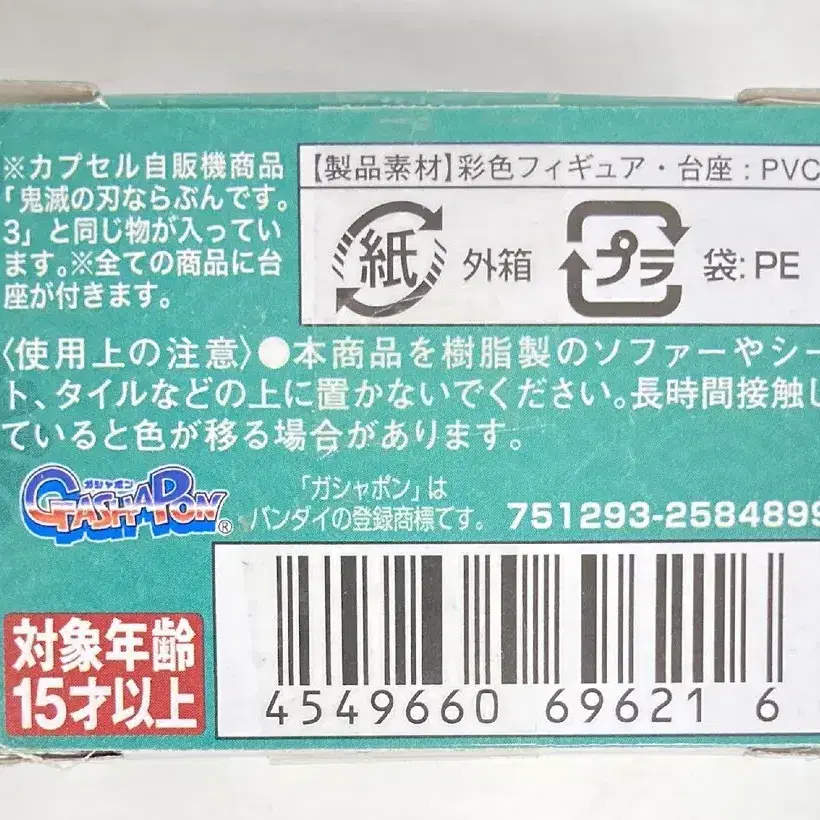 ※カプセル自販機商品
「鬼滅の刃ならぶんです。
3」と同じ物が入ってい
ます。※全ての商品に台
座が付きます。
【製品素材】彩色フィギュア・台座:PVC
紙 外箱 プラ 袋:PE
〈使用上の注意〉●本商品を樹脂製のソファーやシー
ト、タイルなどの上に置かないでください。長時間接触し
ていると色が移る場合があります。
ガシャポン
GASHAPON®
「ガシャポン」は
バンダイの登録商標です。
751293-2584899
対象年齢
15才以上
4549660 69621 6